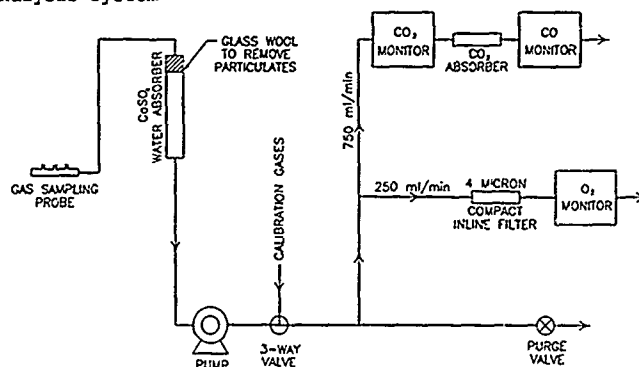 GLASS WOOL
TO REMOVE
PARTICULATES
CaSO₄
WATER ABSORBER
GAS SAMPLING
PROBE
PUMP
CALIBRATION GASES
3-WAY
VALVE
750 ml/min
250 ml/min
CO₂
MONITOR
CO₂
ABSORBER
CO
MONITOR
4 MICRON
COMPACT
INLINE FILTER
O₂
MONITOR
PURGE
VALVE